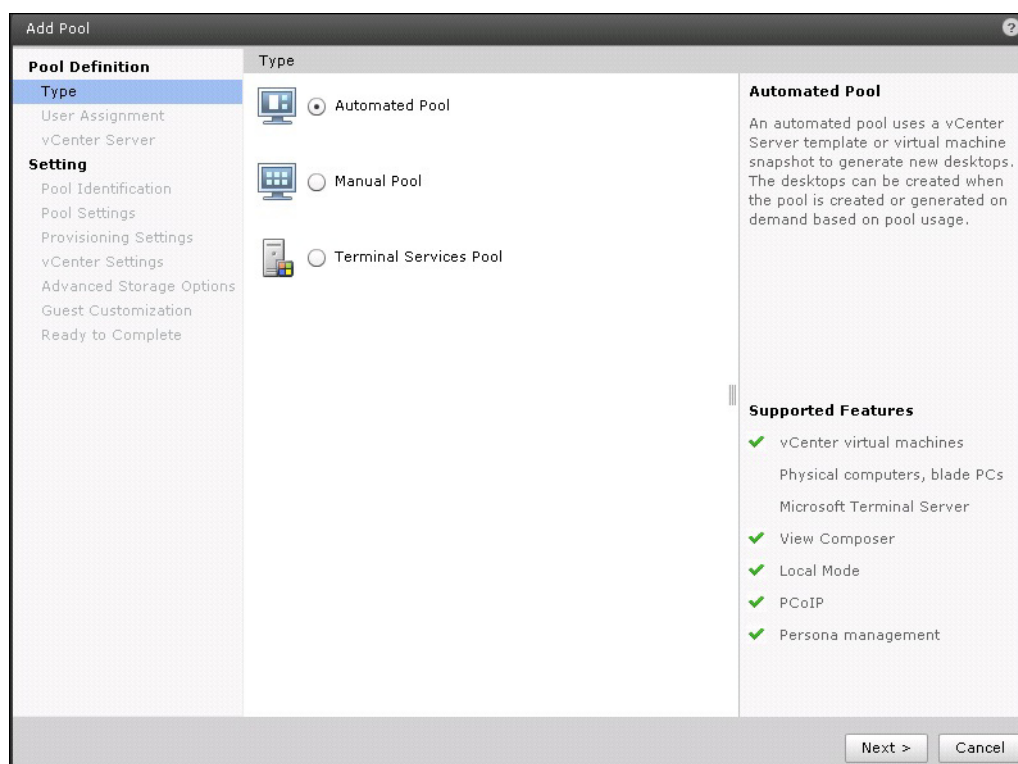 Add Pool
?
Pool Definition
Type
User Assignment
vCenter Server
Setting
Pool Identification
Pool Settings
Provisioning Settings
vCenter Settings
Advanced Storage Options
Guest Customization
Ready to Complete
Type
Automated Pool
Manual Pool
Terminal Services Pool
Automated Pool
An automated pool uses a vCenter
Server template or virtual machine
snapshot to generate new desktops.
The desktops can be created when
the pool is created or generated on
demand based on pool usage.
Supported Features
vCenter virtual machines
Physical computers, blade PCs
Microsoft Terminal Server
View Composer
Local Mode
PCoIP
Persona management
Next >
Cancel